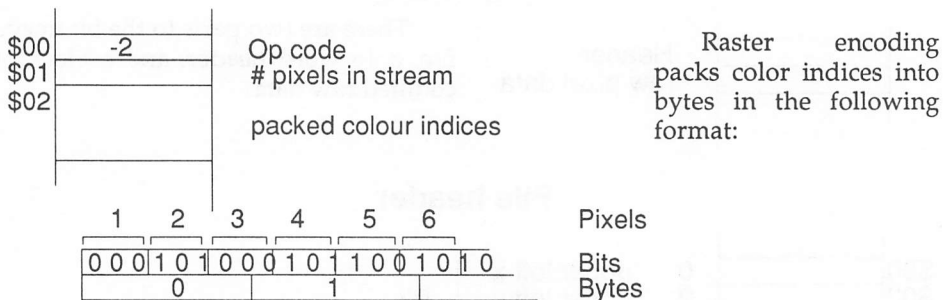 $00 -2 Op code
$01 # pixels in stream
$02
packed colour indices
Raster encoding
packs color indices into
bytes in the following
format:
1 2 3 4 5 6 Pixels
0 0 0 1 0 1 0 0 0 1 0 1 1 0 0 1 0 1 0 Bits
0 1 Bytes